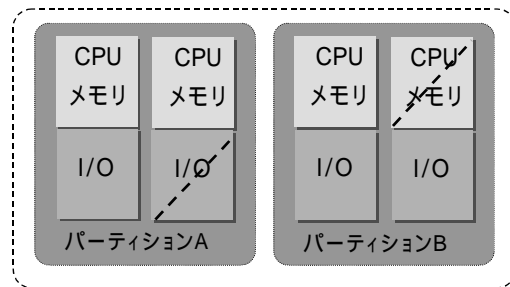 CPU CPU CPU CPU
メモリ メモリ メモリ メモリ
I/O I/O I/O I/O
パーティションA パーティションB